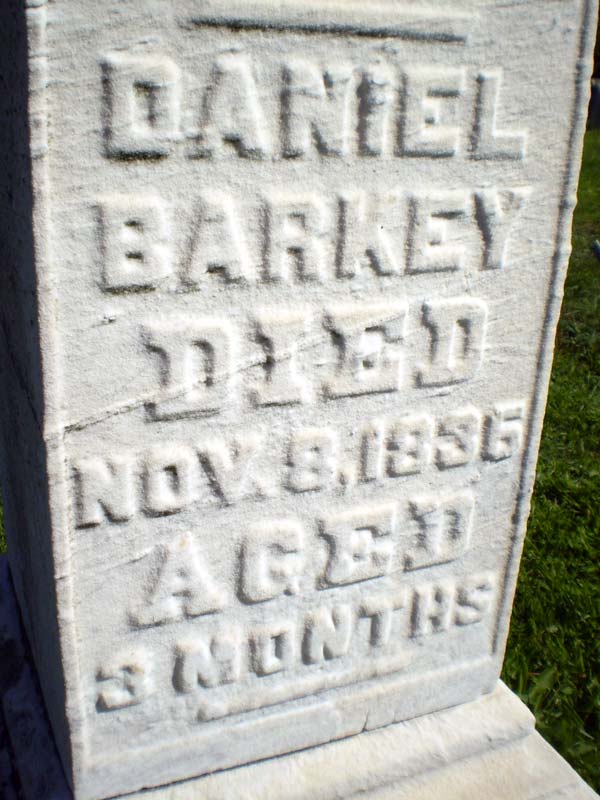 DANIEL
BARKEY
DIED
NOV. 8, 1836
AGED
3 MONTHS